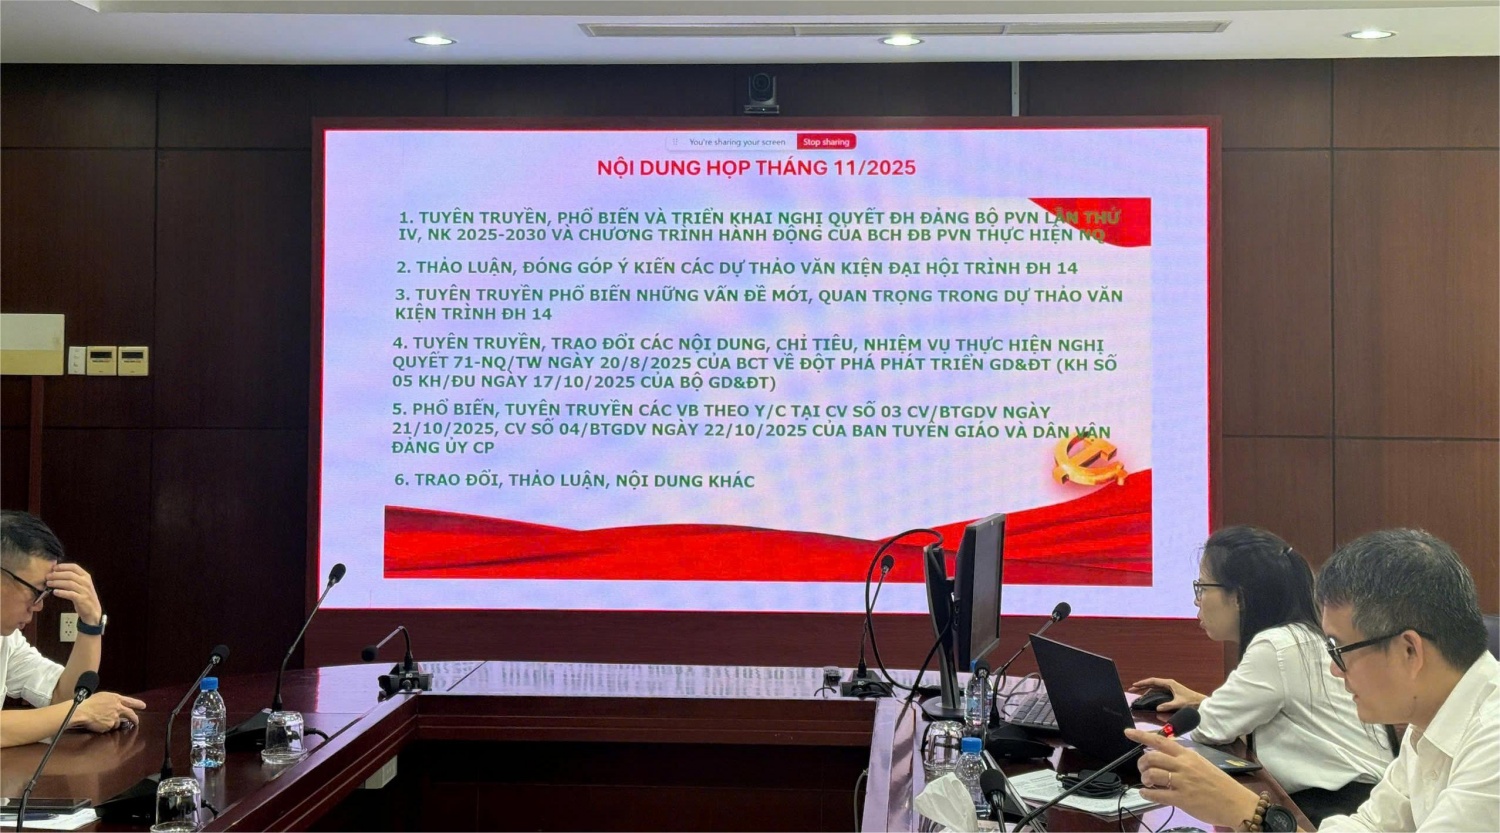 You're sharing your screen Stop sharing
NỘI DUNG HỌP THÁNG 11/2025
1. TUYÊN TRUYỀN, PHỔ BIẾN VÀ TRIỂN KHAI NGHỊ QUYẾT ĐH ĐẢNG BỘ PVN LẦN THỨ
IV, NK 2025-2030 VÀ CHƯƠNG TRÌNH HÀNH ĐỘNG CỦA BCH ĐB PVN THỰC HIỆN NQ
2. THẢO LUẬN, ĐÓNG GÓP Ý KIẾN CÁC DỰ THẢO VĂN KIỆN ĐẠI HỘI TRÌNH ĐH 14
3. TUYÊN TRUYỀN PHỔ BIẾN NHỮNG VẤN ĐỀ MỚI, QUAN TRỌNG TRONG DỰ THẢO VĂN
KIỆN TRÌNH ĐH 14
4. TUYÊN TRUYỀN, TRAO ĐỔI CÁC NỘI DUNG, CHỈ TIÊU, NHIỆM VỤ THỰC HIỆN NGHỊ
QUYẾT 71-NQ/TW NGÀY 20/8/2025 CỦA BCT VỀ ĐỘT PHÁ PHÁT TRIỂN GD&ĐT (KH SỐ
05 KH/ĐU NGÀY 17/10/2025 CỦA BỘ GD&ĐT)
5. PHỔ BIẾN, TUYÊN TRUYỀN CÁC VB THEO Y/C TẠI CV SỐ 03 CV/BTGDV NGÀY
21/10/2025, CV SỐ 04/BTGDV NGÀY 22/10/2025 CỦA BAN TUYÊN GIÁO VÀ DÂN VẬN
ĐẢNG ỦY CP
6. TRAO ĐỔI, THẢO LUẬN, NỘI DUNG KHÁC